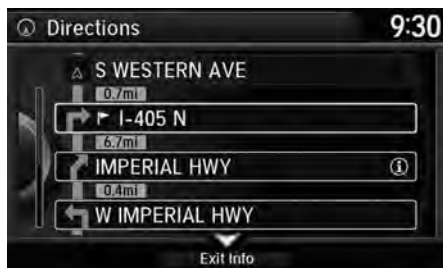 Directions 9:30
S WESTERN AVE
0.7mi
I-405 N
6.7mi
IMPERIAL HWY
0.4mi
W IMPERIAL HWY
Exit Info